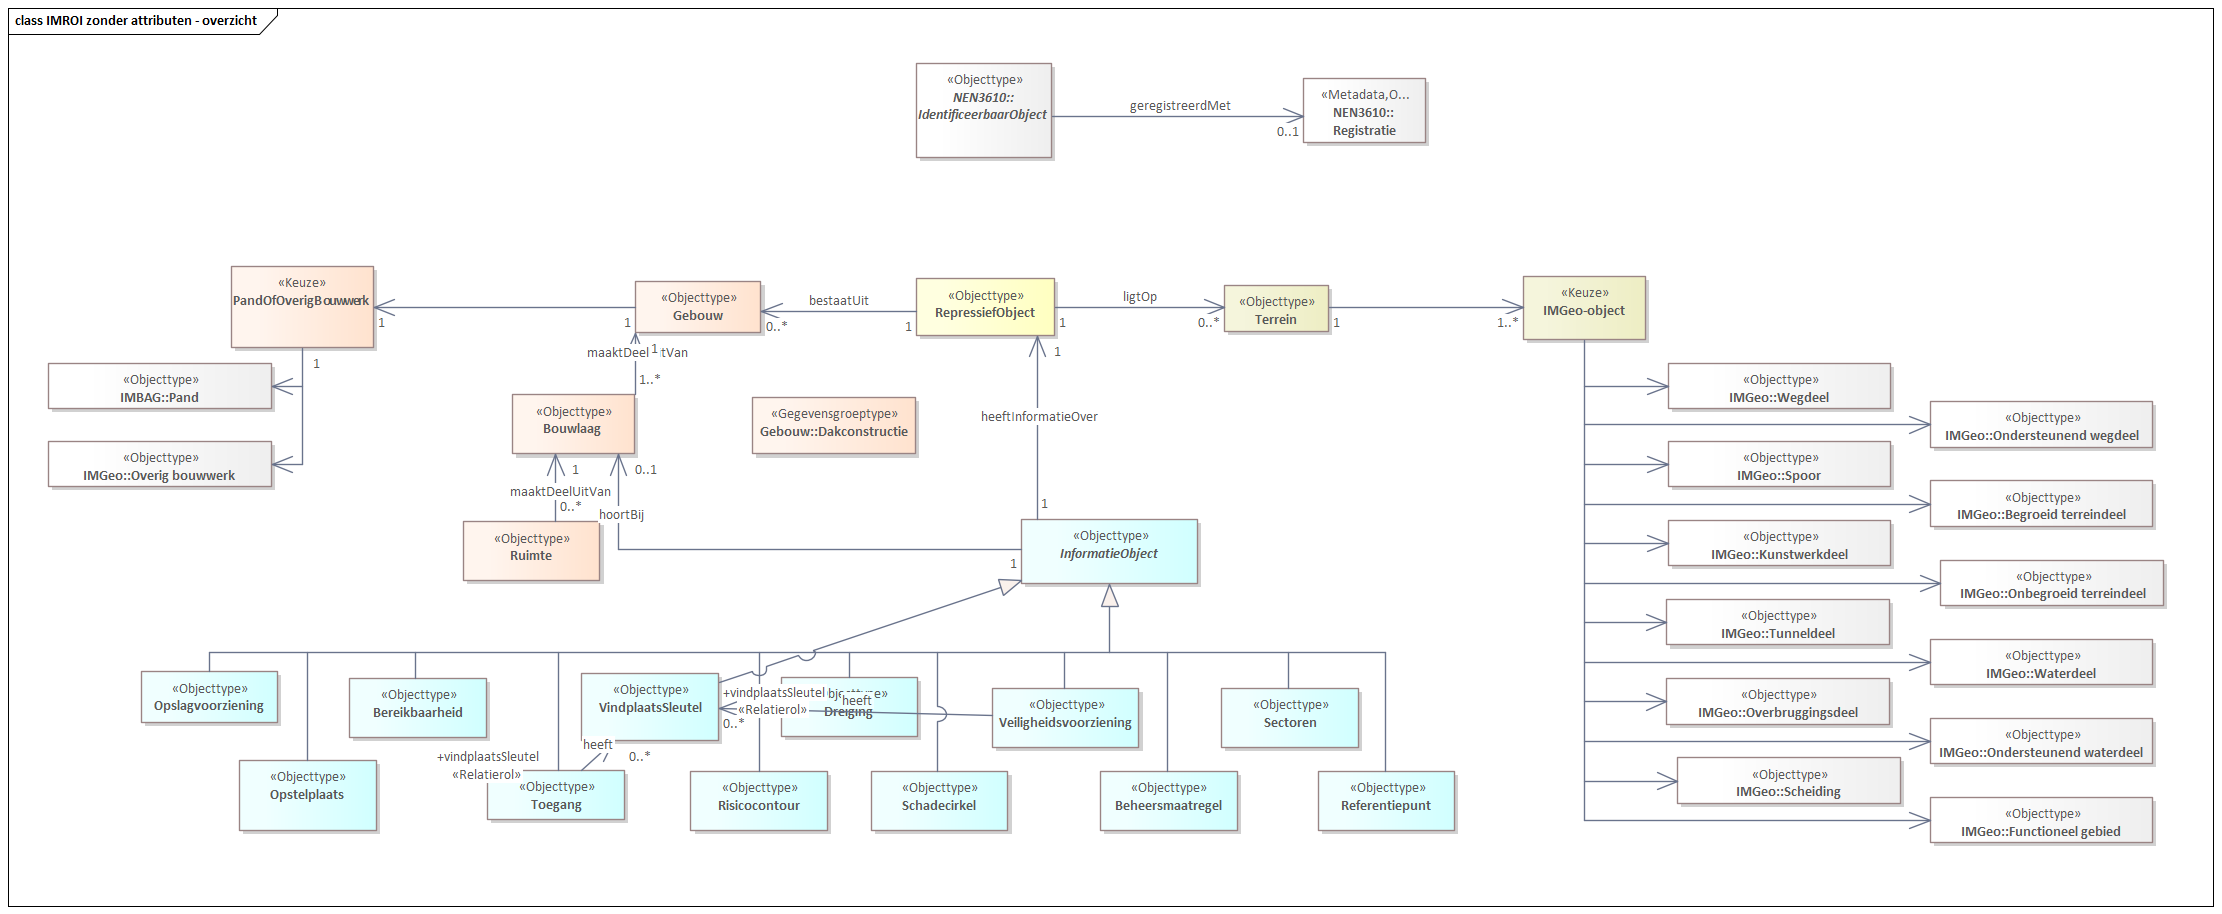 class IMROI zonder attributen - overzicht
«Objecttype»
NEN3610::
IdentificeerbaarObject
geregistreerdMet
0..1
«Metadata,O...
NEN3610::
Registratie
«Keuze»
PandOfOverigBouwwerk
1
1
1
«Objecttype»
Gebouw
bestaatUit
0..*
1
«Objecttype»
RepressiefObject
1
ligtOp
0..*
«Objecttype»
Terrein
1
1..*
«Keuze»
IMGeo-object
«Objecttype»
IMBAG::Pand
«Objecttype»
IMGeo::Overig bouwwerk
maaktDeelUitVan
1
1..*
«Objecttype»
Bouwlaag
«Gegevensgroeptype»
Gebouw::Dakconstructie
1
heeftInformatieOver
1
1
0..1
maaktDeelUitVan
0..*
hoortBij
«Objecttype»
Ruimte
«Objecttype»
InformatieObject
1
«Objecttype»
IMGeo::Wegdeel
«Objecttype»
IMGeo::Ondersteunend wegdeel
«Objecttype»
IMGeo::Spoor
«Objecttype»
IMGeo::Begroeid terreindeel
«Objecttype»
IMGeo::Kunstwerkdeel
«Objecttype»
IMGeo::Onbegroeid terreindeel
«Objecttype»
IMGeo::Tunneldeel
«Objecttype»
IMGeo::Waterdeel
«Objecttype»
IMGeo::Overbruggingsdeel
«Objecttype»
IMGeo::Ondersteunend waterdeel
«Objecttype»
IMGeo::Scheiding
«Objecttype»
IMGeo::Functioneel gebied
«Objecttype»
Opslagvoorziening
«Objecttype»
Bereikbaarheid
«Objecttype»
VindplaatsSleutel
+vindplaatsSleutel
«Relatierol»
0..*
heeft
Dreiging
«Objecttype»
Veiligheidsvoorziening
«Objecttype»
Sectoren
heeft
0..*
+vindplaatsSleutel
«Relatierol»
«Objecttype»
Opstelplaats
«Objecttype»
Toegang
«Objecttype»
Risicocontour
«Objecttype»
Schadecirkel
«Objecttype»
Beheersmaatregel
«Objecttype»
Referentiepunt